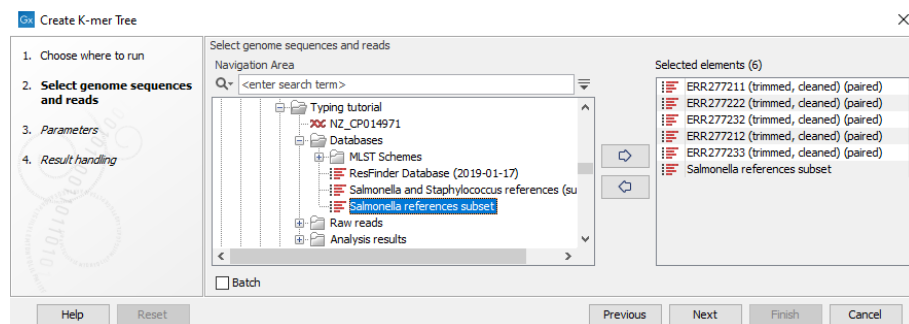 Gx Create K-mer Tree
1. Choose where to run
2. Select genome sequences
and reads
3. Parameters
4. Result handling
Select genome sequences and reads
Navigation Area
<enter search term>
Typing tutorial
NZ_CP014971
Databases
MLST Schemes
ResFinder Database (2019-01-17)
Salmonella and Staphylococcus references (su
Salmonella references subset
Raw reads
Analysis results
Batch
Selected elements (6)
ERR277211 (trimmed, cleaned) (paired)
ERR277222 (trimmed, cleaned) (paired)
ERR277232 (trimmed, cleaned) (paired)
ERR277212 (trimmed, cleaned) (paired)
ERR277233 (trimmed, cleaned) (paired)
Salmonella references subset
Help Reset Previous Next Finish Cancel